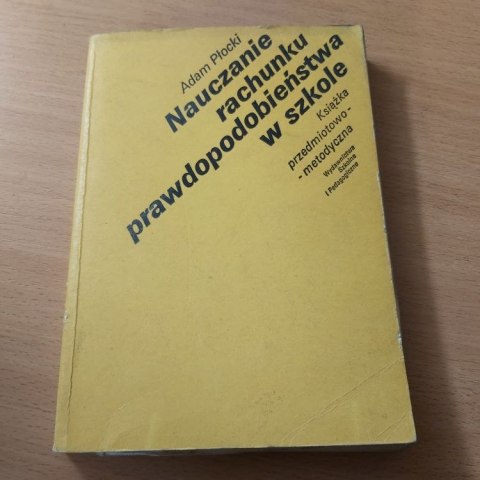 Adam Płocki
Nauczanie
rachunku
prawdopodobieństwa
w szkole
Książka
przedmiotowo-
-metodyczna
Wydawnictwa
Szkolne
i Pedagogiczne